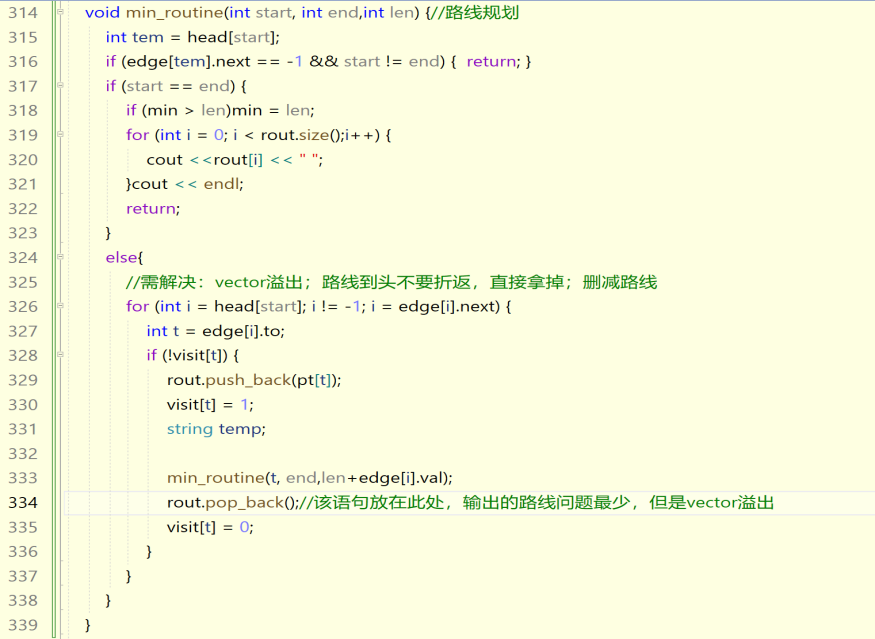 314 void min_routine(int start, int end,int len) {//路线规划
315 int tem = head[start];
316 if (edge[tem].next == -1 && start != end) { return; }
317 if (start == end) {
318 if (min > len)min = len;
319 for (int i = 0; i < rout.size();i++) {
320 cout <<rout[i] << " ";
321 }cout << endl;
322 return;
323 }
324 else{
325 //需解决：vector溢出；路线到头不要折返，直接拿掉；删减路线
326 for (int i = head[start]; i != -1; i = edge[i].next) {
327 int t = edge[i].to;
328 if (!visit[t]) {
329 rout.push_back(pt[t]);
330 visit[t] = 1;
331 string temp;
332
333 min_routine(t, end,len+edge[i].val);
334 rout.pop_back();//该语句放在此处，输出的路线问题最少，但是vector溢出
335 visit[t] = 0;
336 }
337 }
338 }
339 }